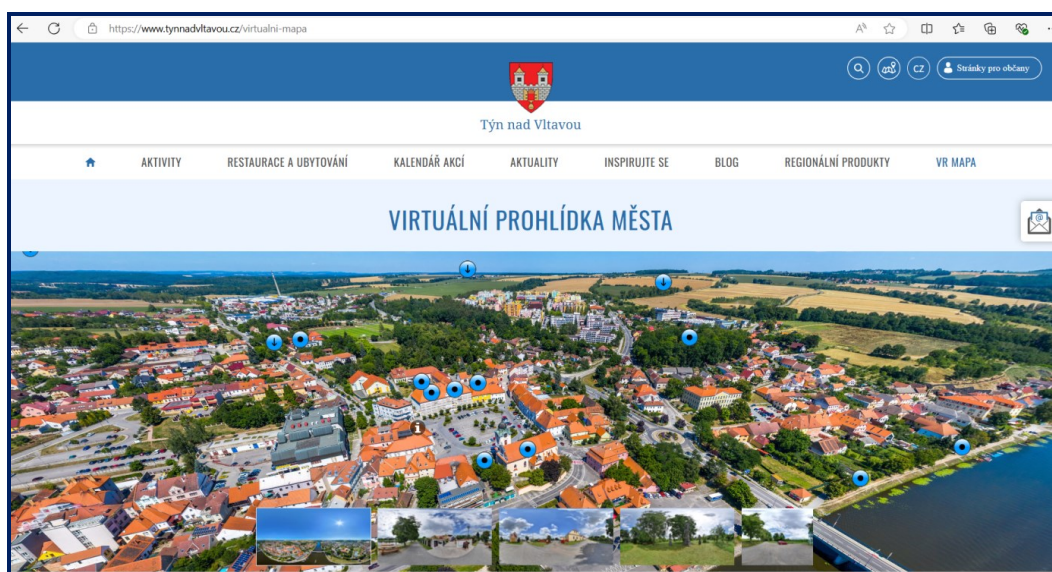 https://www.tynnadvltavou.cz/virtualni-mapa
CZ
Stránky pro občany
Týn nad Vltavou
AKTIVITY
RESTAURACE A UBYTOVÁNÍ
KALENDÁŘ AKCÍ
AKTUALITY
INSPIRUJTE SE
BLOG
REGIONÁLNÍ PRODUKTY
VR MAPA
VIRTUÁLNÍ PROHLÍDKA MĚSTA